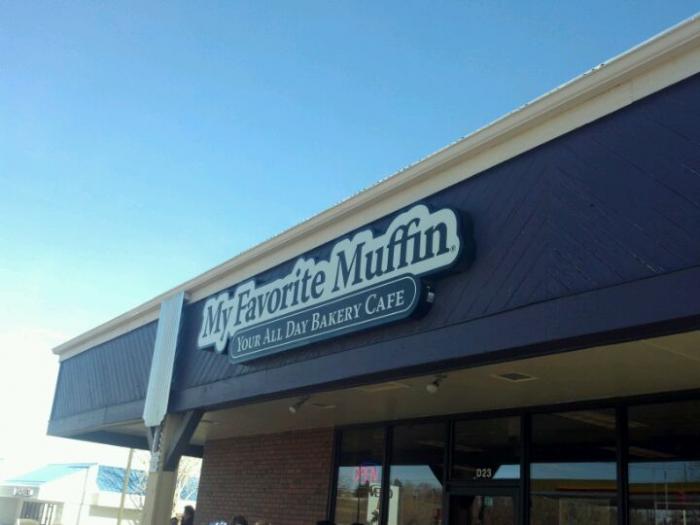 My Favorite Muffin®
YOUR ALL DAY BAKERY CAFE
D23